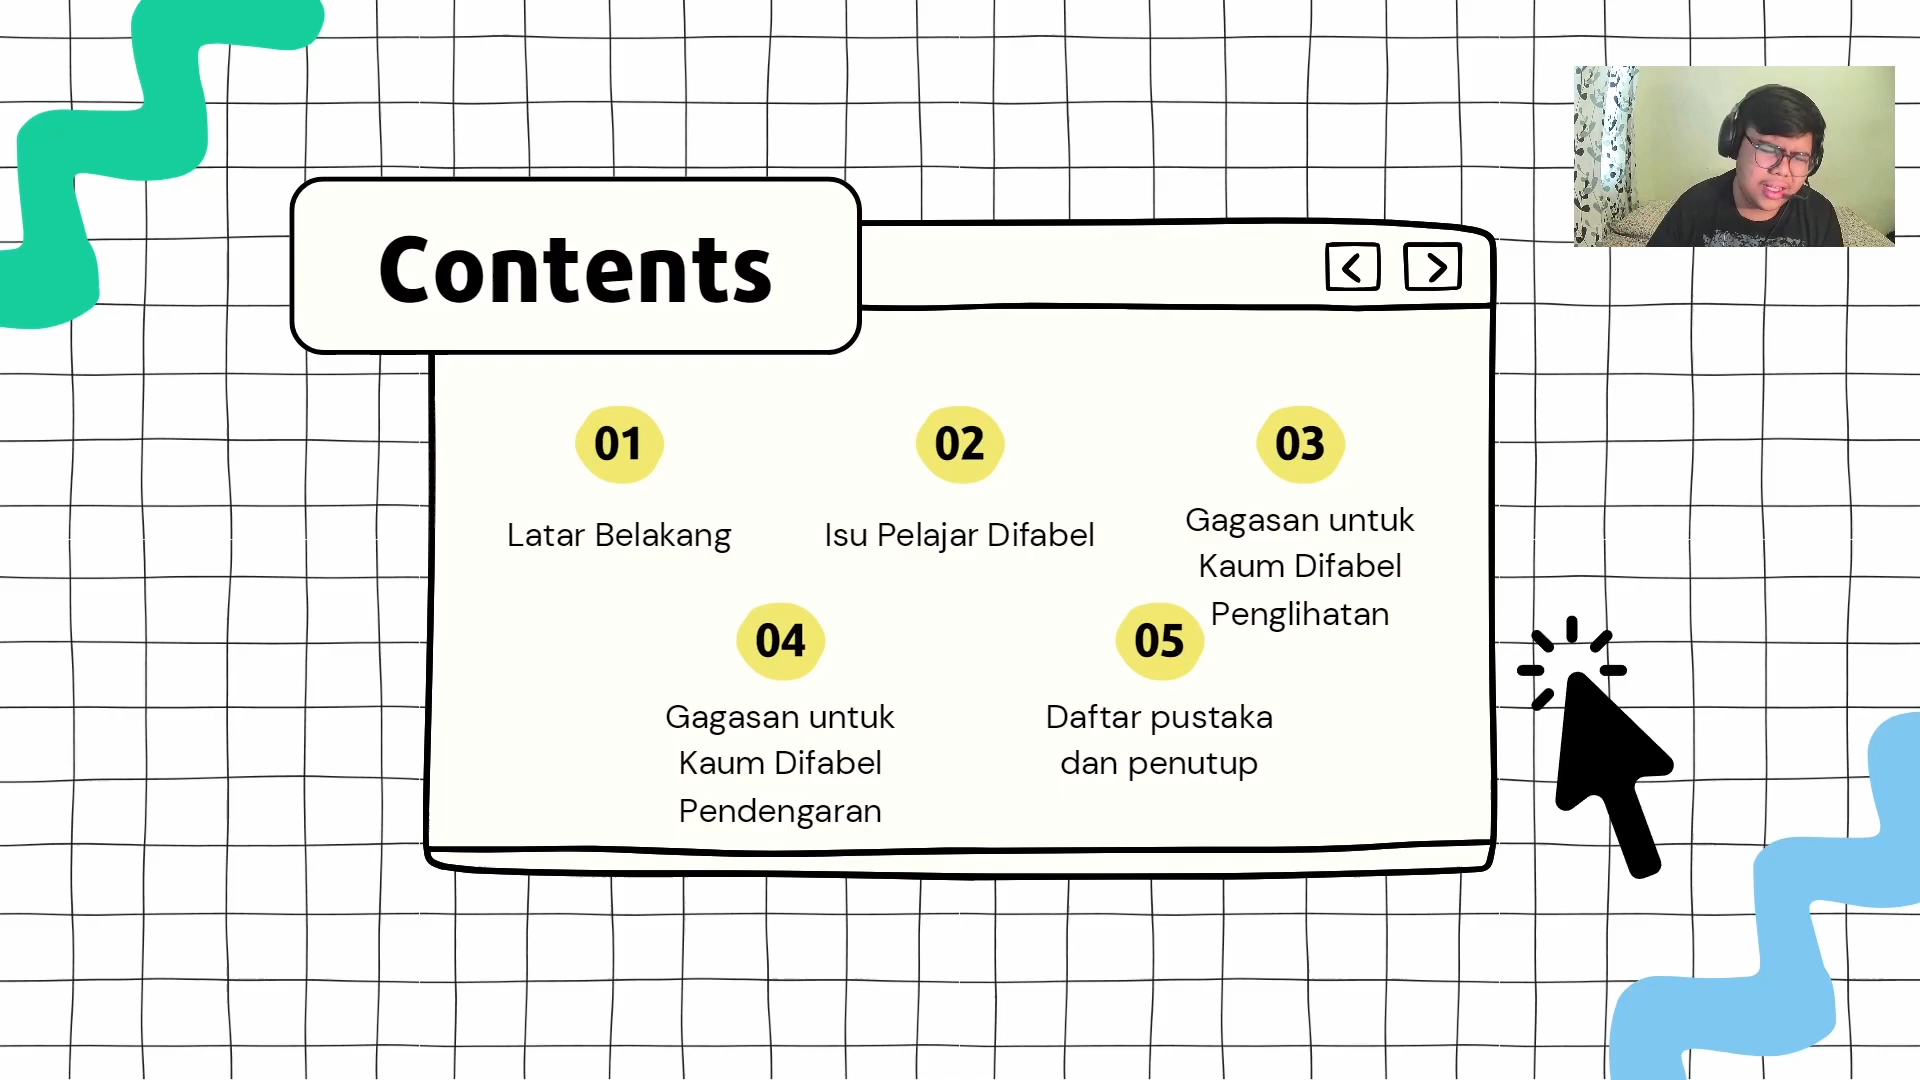 Contents
01
Latar Belakang
02
Isu Pelajar Difabel
03
Gagasan untuk
Kaum Difabel
Penglihatan
04
Gagasan untuk
Kaum Difabel
Pendengaran
05
Daftar pustaka
dan penutup